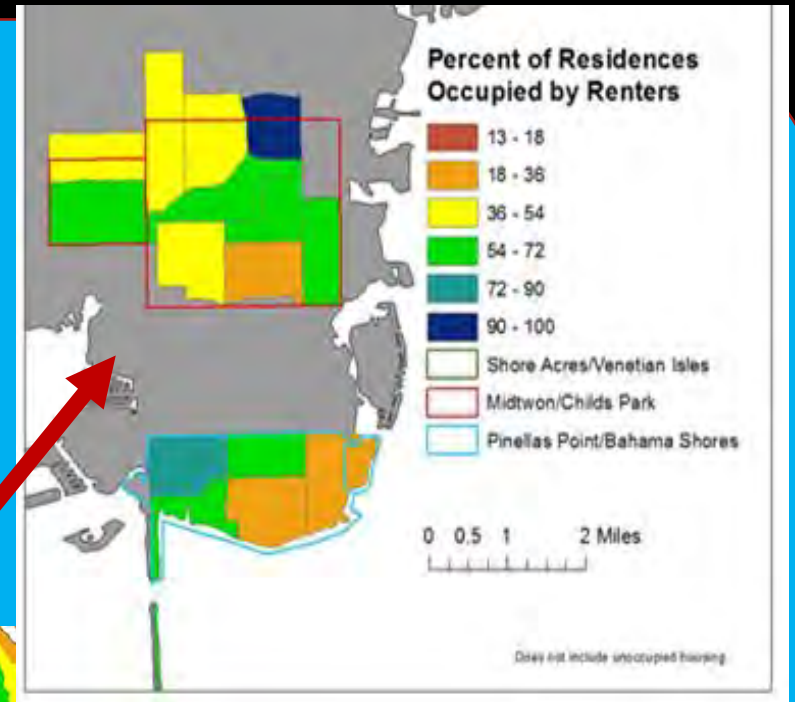 Percent of Residences
Occupied by Renters
13 - 18
18 - 36
36 - 54
54 - 72
72 - 90
90 - 100
Shore Acres/Venetian Isles
Midtwon/Childs Park
Pinellas Point/Bahama Shores
0 0.5 1 2 Miles
Does not include unoccupied housing